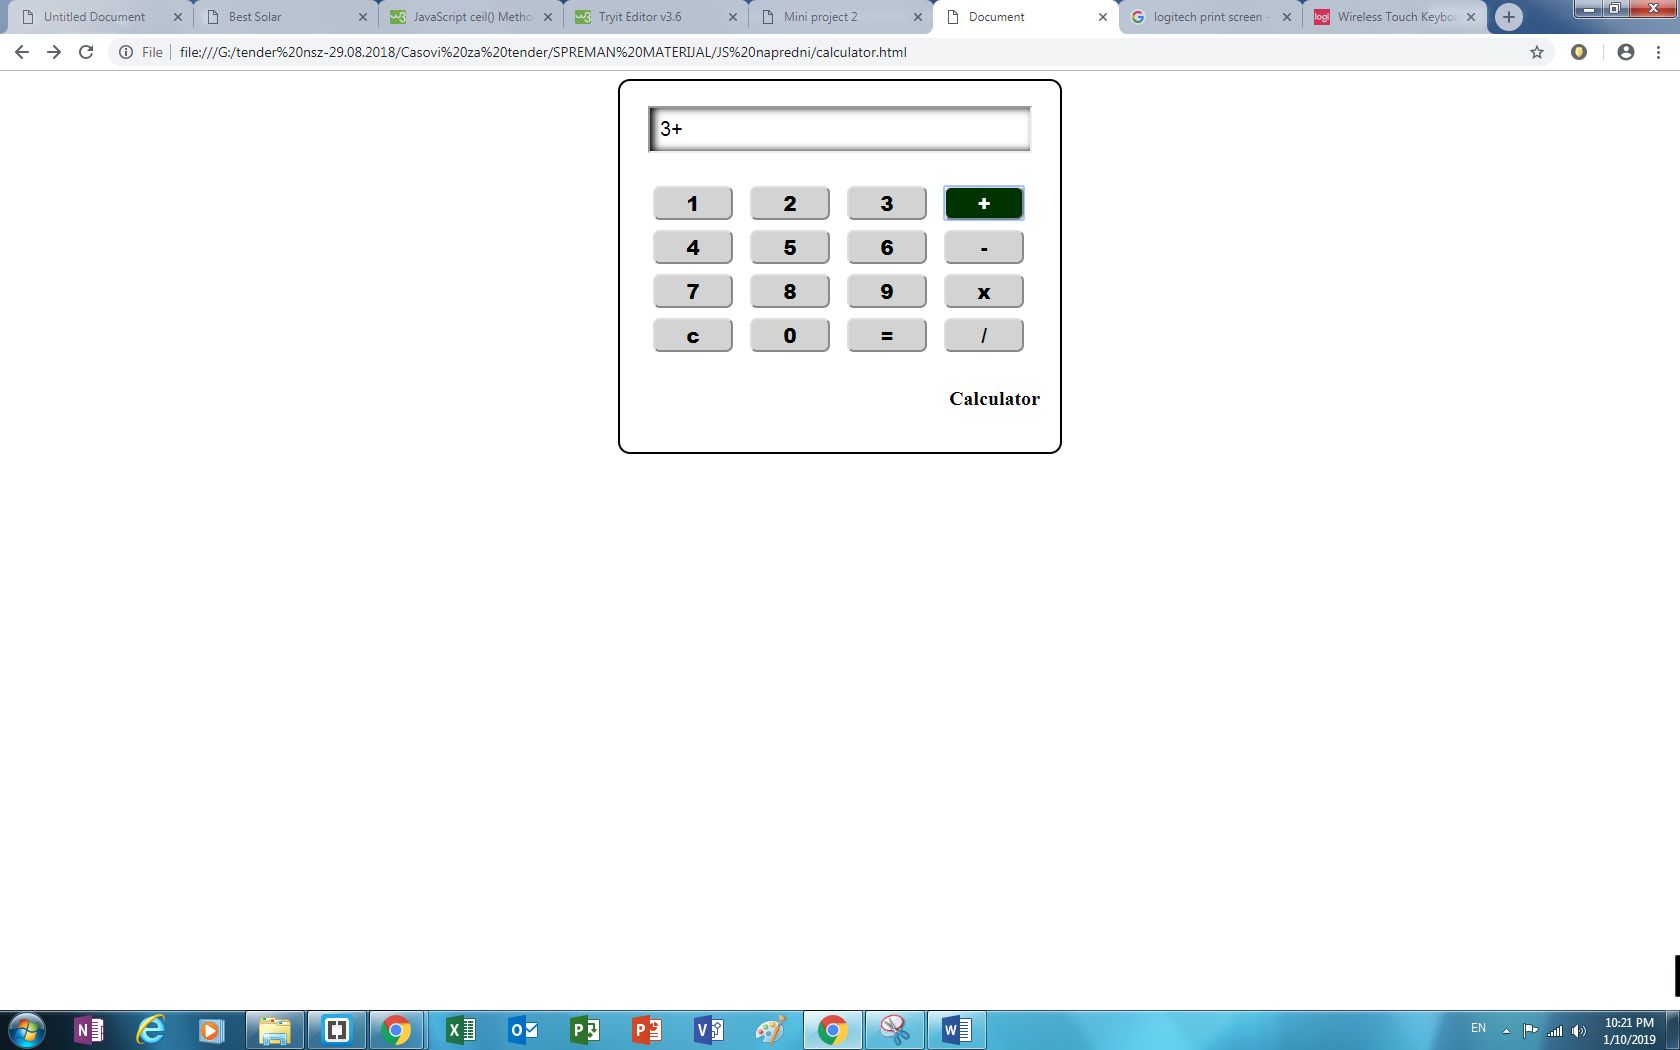 Untitled Document
Best Solar
JavaScript ceil() Metho
Tryit Editor v3.6
Mini project 2
Document
logitech print screen -
logi
Wireless Touch Keybo
File
file:///G:/tender%20nsz-29.08.2018/Casovi%20za%20tender/SPREMAN%20MATERIJAL/JS%20napredni/calculator.html
3+
1 2 3 +
4 5 6 -
7 8 9 x
c 0 = /
Calculator
EN
10:21 PM
1/10/2019